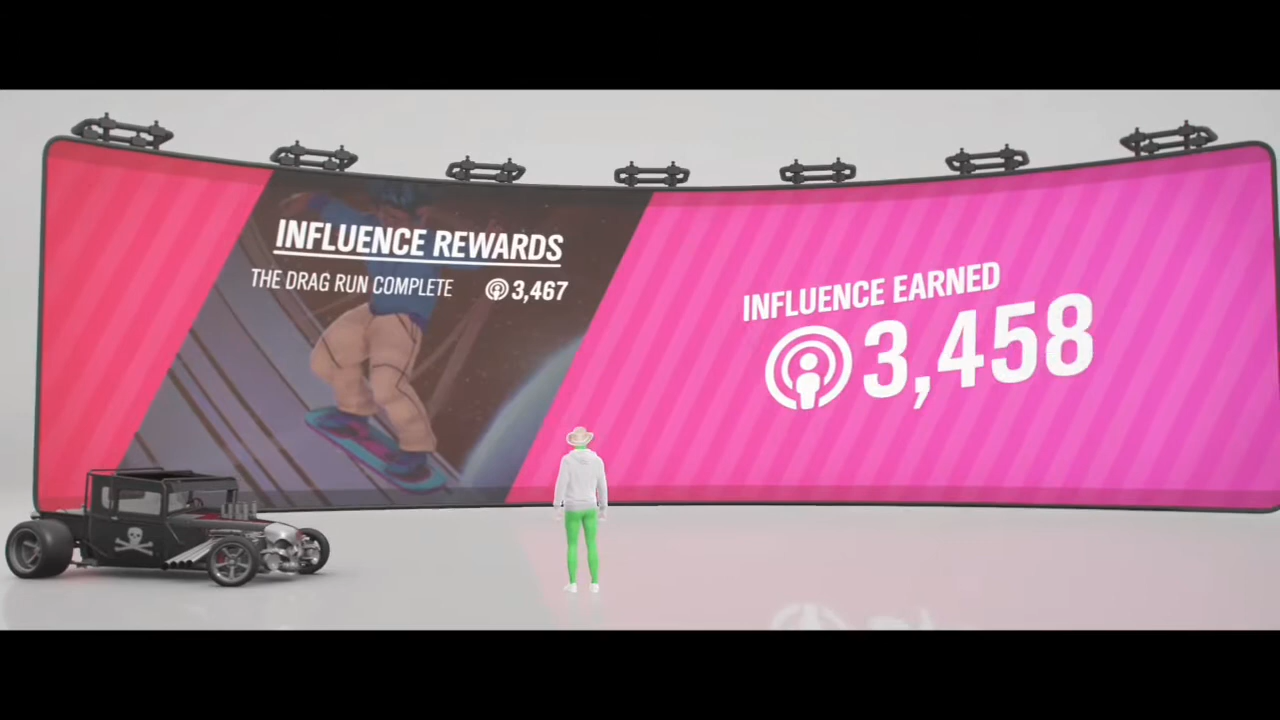 INFLUENCE REWARDS
THE DRAG RUN COMPLETE 3,467
INFLUENCE EARNED
3,458